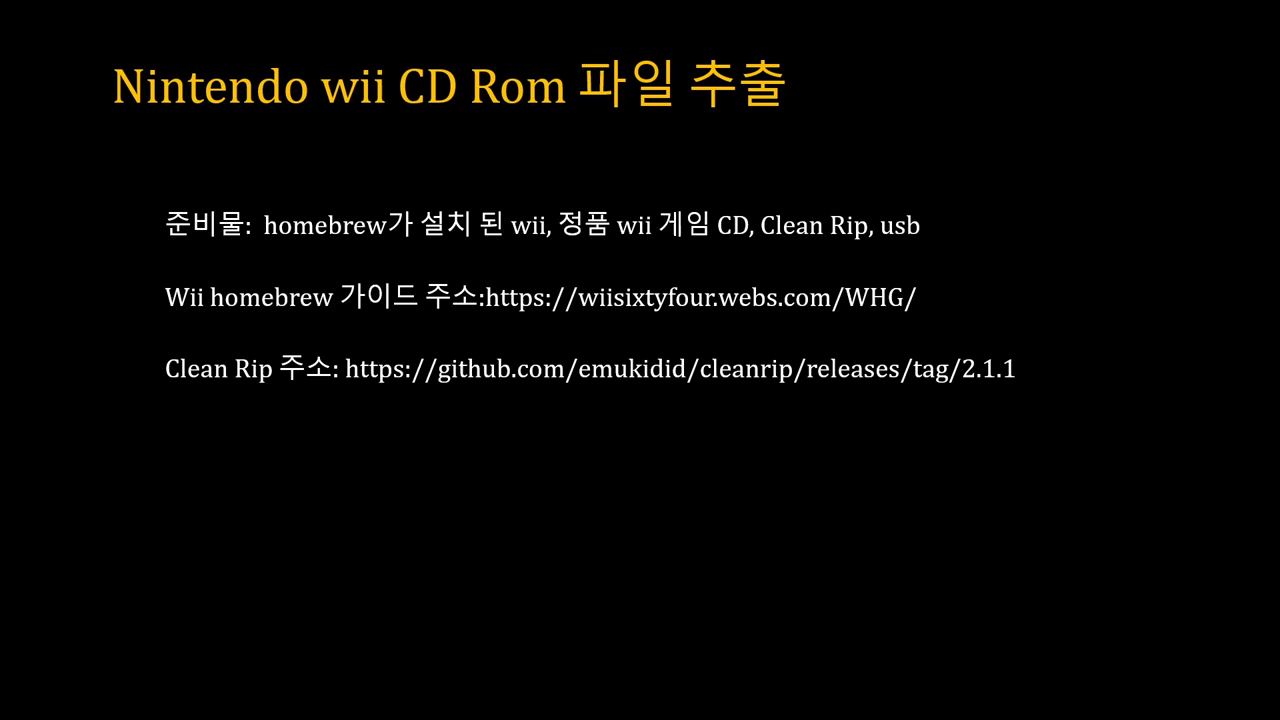 Nintendo wii CD Rom 파일 추출
준비물:  homebrew가 설치 된 wii, 정품 wii 게임 CD, Clean Rip, usb
Wii homebrew 가이드 주소:https://wiisixtyfour.webs.com/WHG/
Clean Rip 주소: https://github.com/emukidid/cleanrip/releases/tag/2.1.1